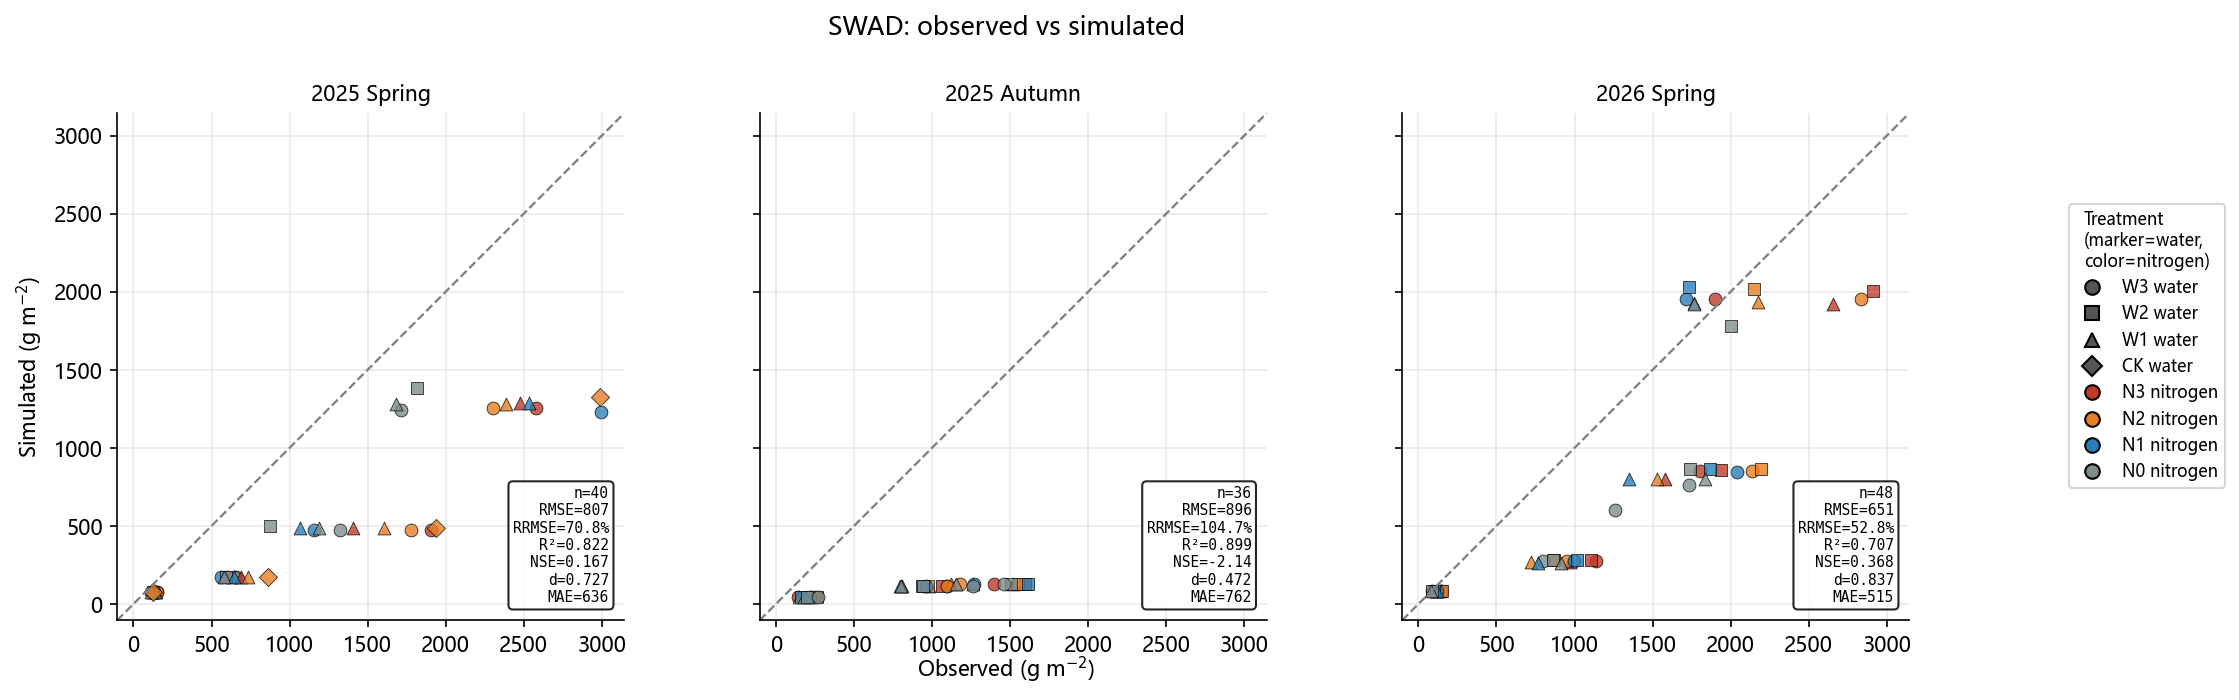 SWAD: observed vs simulated
2025 Spring
2025 Autumn
2026 Spring
Simulated (g m⁻²)
3000
2500
2000
1500
1000
500
0
n=40
RMSE=807
RRMSE=70.8%
R²=0.822
NSE=0.167
d=0.727
MAE=636
0 500 1000 1500 2000 2500 3000
n=36
RMSE=896
RRMSE=104.7%
R²=0.899
NSE=-2.14
d=0.472
MAE=762
0 500 1000 1500 2000 2500 3000
Observed (g m⁻²)
n=48
RMSE=651
RRMSE=52.8%
R²=0.707
NSE=0.368
d=0.837
MAE=515
0 500 1000 1500 2000 2500 3000
Treatment
(marker=water,
color=nitrogen)
W3 water
W2 water
W1 water
CK water
N3 nitrogen
N2 nitrogen
N1 nitrogen
N0 nitrogen